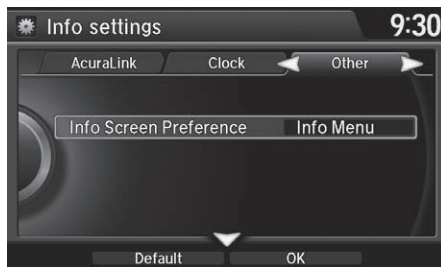 Info settings 9:30
AcuraLink Clock Other
Info Screen Preference Info Menu
Default OK